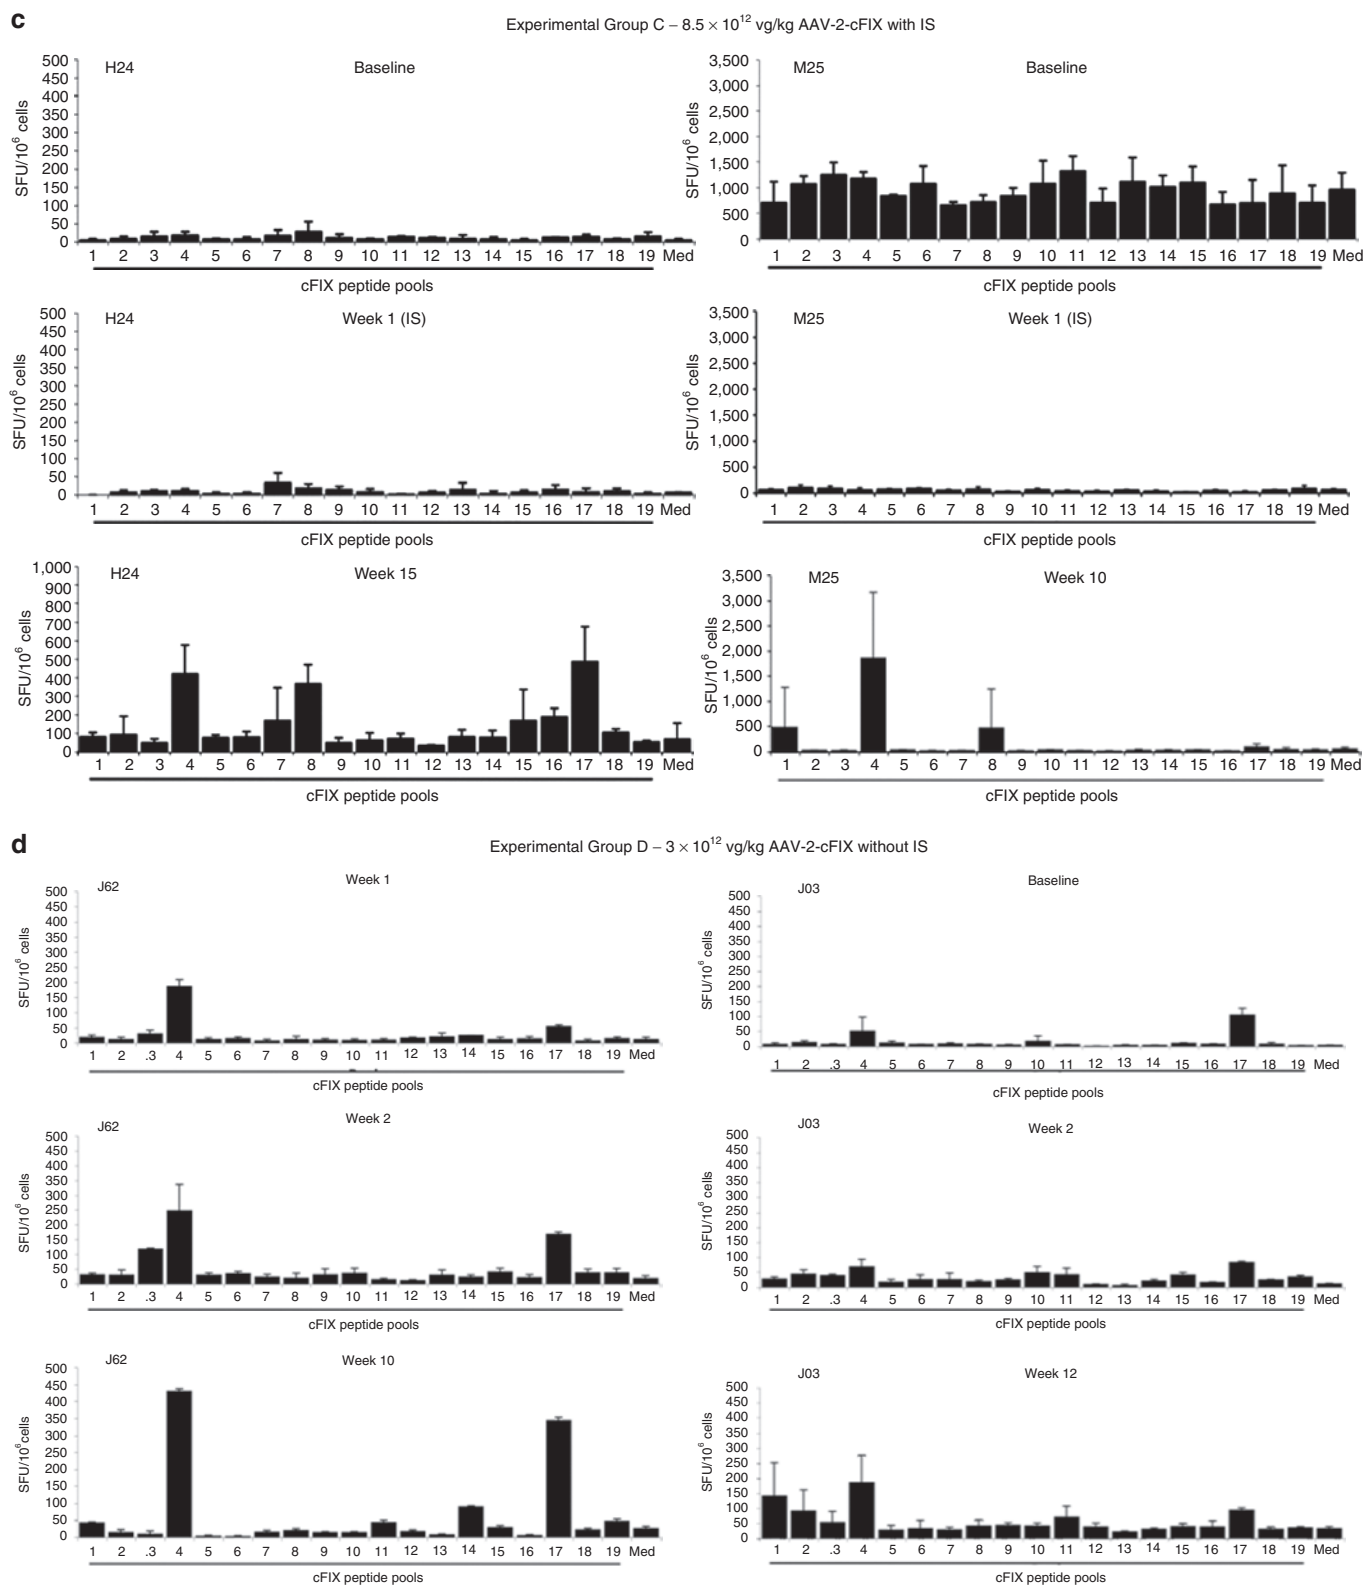 c
Experimental Group C – 8.5 × 10¹² vg/kg AAV-2-cFIX with IS
H24 Baseline
SFU/10⁶ cells
500
450
400
350
300
250
200
150
100
50
0
1 2 3 4 5 6 7 8 9 10 11 12 13 14 15 16 17 18 19 Med
cFIX peptide pools
M25 Baseline
SFU/10⁶ cells
3,500
3,000
2,500
2,000
1,500
1,000
500
0
1 2 3 4 5 6 7 8 9 10 11 12 13 14 15 16 17 18 19 Med
cFIX peptide pools
H24 Week 1 (IS)
SFU/10⁶ cells
500
450
400
350
300
250
200
150
100
50
0
1 2 3 4 5 6 7 8 9 10 11 12 13 14 15 16 17 18 19 Med
cFIX peptide pools
M25 Week 1 (IS)
SFU/10⁶ cells
3,500
3,000
2,500
2,000
1,500
1,000
500
0
1 2 3 4 5 6 7 8 9 10 11 12 13 14 15 16 17 18 19 Med
cFIX peptide pools
H24 Week 15
SFU/10⁶ cells
1,000
900
800
700
600
500
400
300
200
100
0
1 2 3 4 5 6 7 8 9 10 11 12 13 14 15 16 17 18 19 Med
cFIX peptide pools
M25 Week 10
SFU/10⁶ cells
3,500
3,000
2,500
2,000
1,500
1,000
500
0
1 2 3 4 5 6 7 8 9 10 11 12 13 14 15 16 17 18 19 Med
cFIX peptide pools
d
Experimental Group D – 3 × 10¹² vg/kg AAV-2-cFIX without IS
J62 Week 1
SFU/10⁶ cells
500
450
400
350
300
250
200
150
100
50
0
1 2 .3 4 5 6 7 8 9 10 11 12 13 14 15 16 17 18 19 Med
cFIX peptide pools
J03 Baseline
SFU/10⁶ cells
500
450
400
350
300
250
200
150
100
50
0
1 2 .3 4 5 6 7 8 9 10 11 12 13 14 15 16 17 18 19 Med
cFIX peptide pools
J62 Week 2
SFU/10⁶ cells
500
450
400
350
300
250
200
150
100
50
0
1 2 .3 4 5 6 7 8 9 10 11 12 13 14 15 16 17 18 19 Med
cFIX peptide pools
J03 Week 2
SFU/10⁶ cells
500
450
400
350
300
250
200
150
100
50
0
1 2 .3 4 5 6 7 8 9 10 11 12 13 14 15 16 17 18 19 Med
cFIX peptide pools
J62 Week 10
SFU/10⁶cells
500
450
400
350
300
250
200
150
100
50
0
1 2 .3 4 5 6 7 8 9 10 11 12 13 14 15 16 17 18 19 Med
cFIX peptide pools
J03 Week 12
SFU/10⁶ cells
500
450
400
350
300
250
200
150
100
50
0
1 2 .3 4 5 6 7 8 9 10 11 12 13 14 15 16 17 18 19 Med
cFIX peptide pools